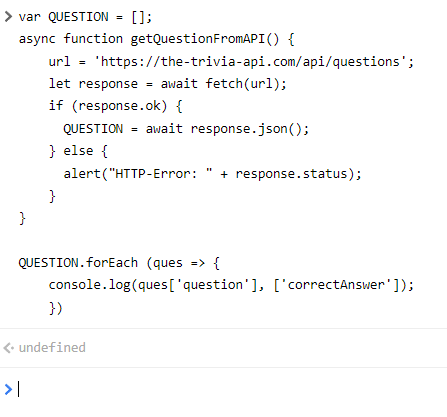 var QUESTION = [];
async function getQuestionFromAPI() {
    url = 'https://the-trivia-api.com/api/questions';
    let response = await fetch(url);
    if (response.ok) {
      QUESTION = await response.json();
    } else {
      alert("HTTP-Error: " + response.status);
    }
}

QUESTION.forEach (ques => {
    console.log(ques['question'], ['correctAnswer']);
    })
undefined